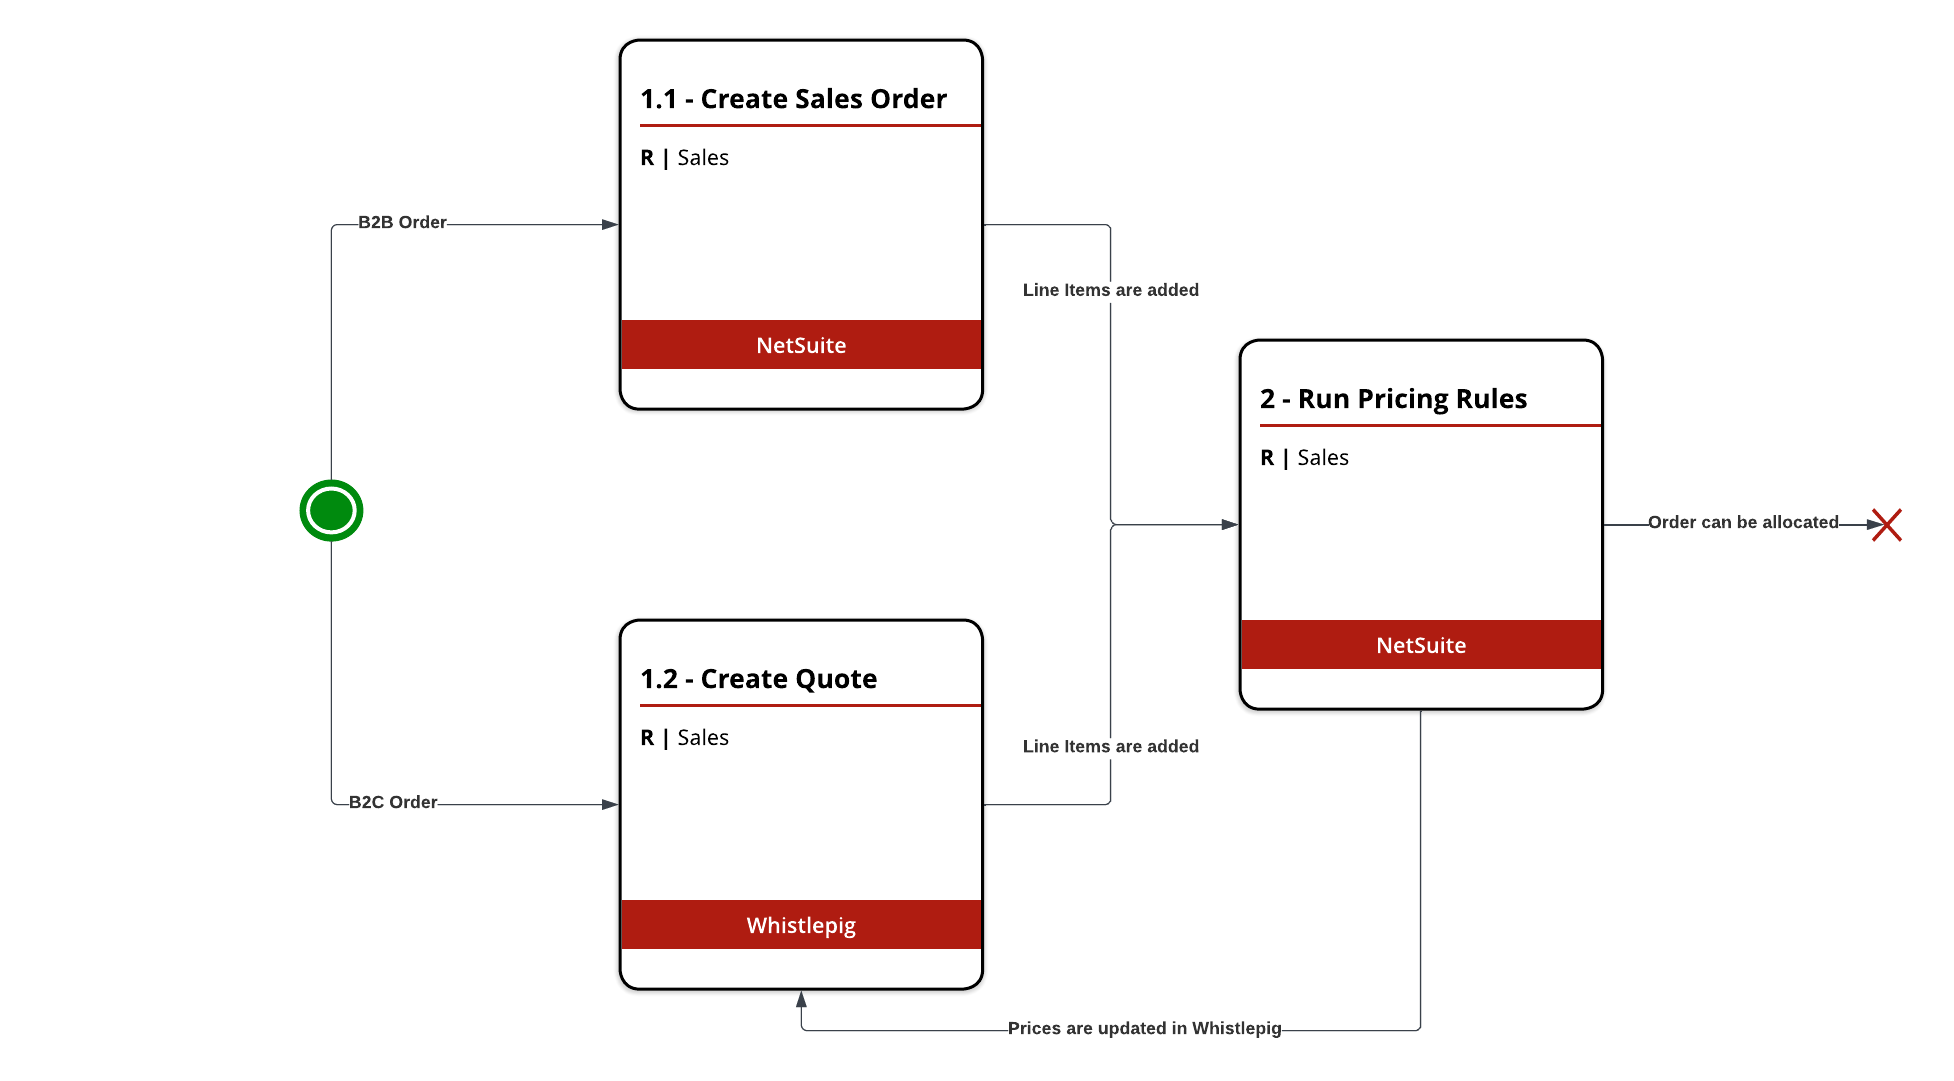 1.1 - Create Sales Order
R | Sales
NetSuite
B2B Order
Line Items are added
2 - Run Pricing Rules
R | Sales
NetSuite
Order can be allocated
1.2 - Create Quote
R | Sales
Whistlepig
B2C Order
Line Items are added
Prices are updated in Whistlepig